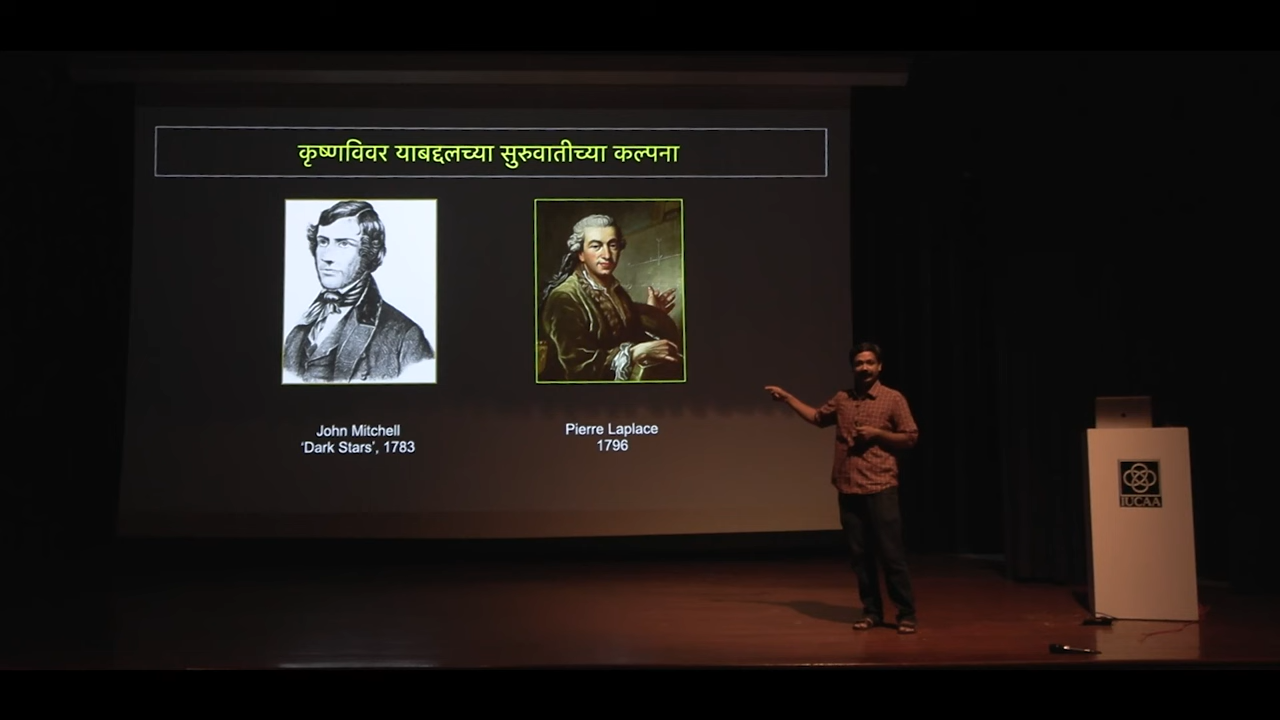 कृष्णविवर याबद्दलच्या सुरुवातीच्या कल्पना
John Mitchell
‘Dark Stars’, 1783
Pierre Laplace
1796
IUCAA